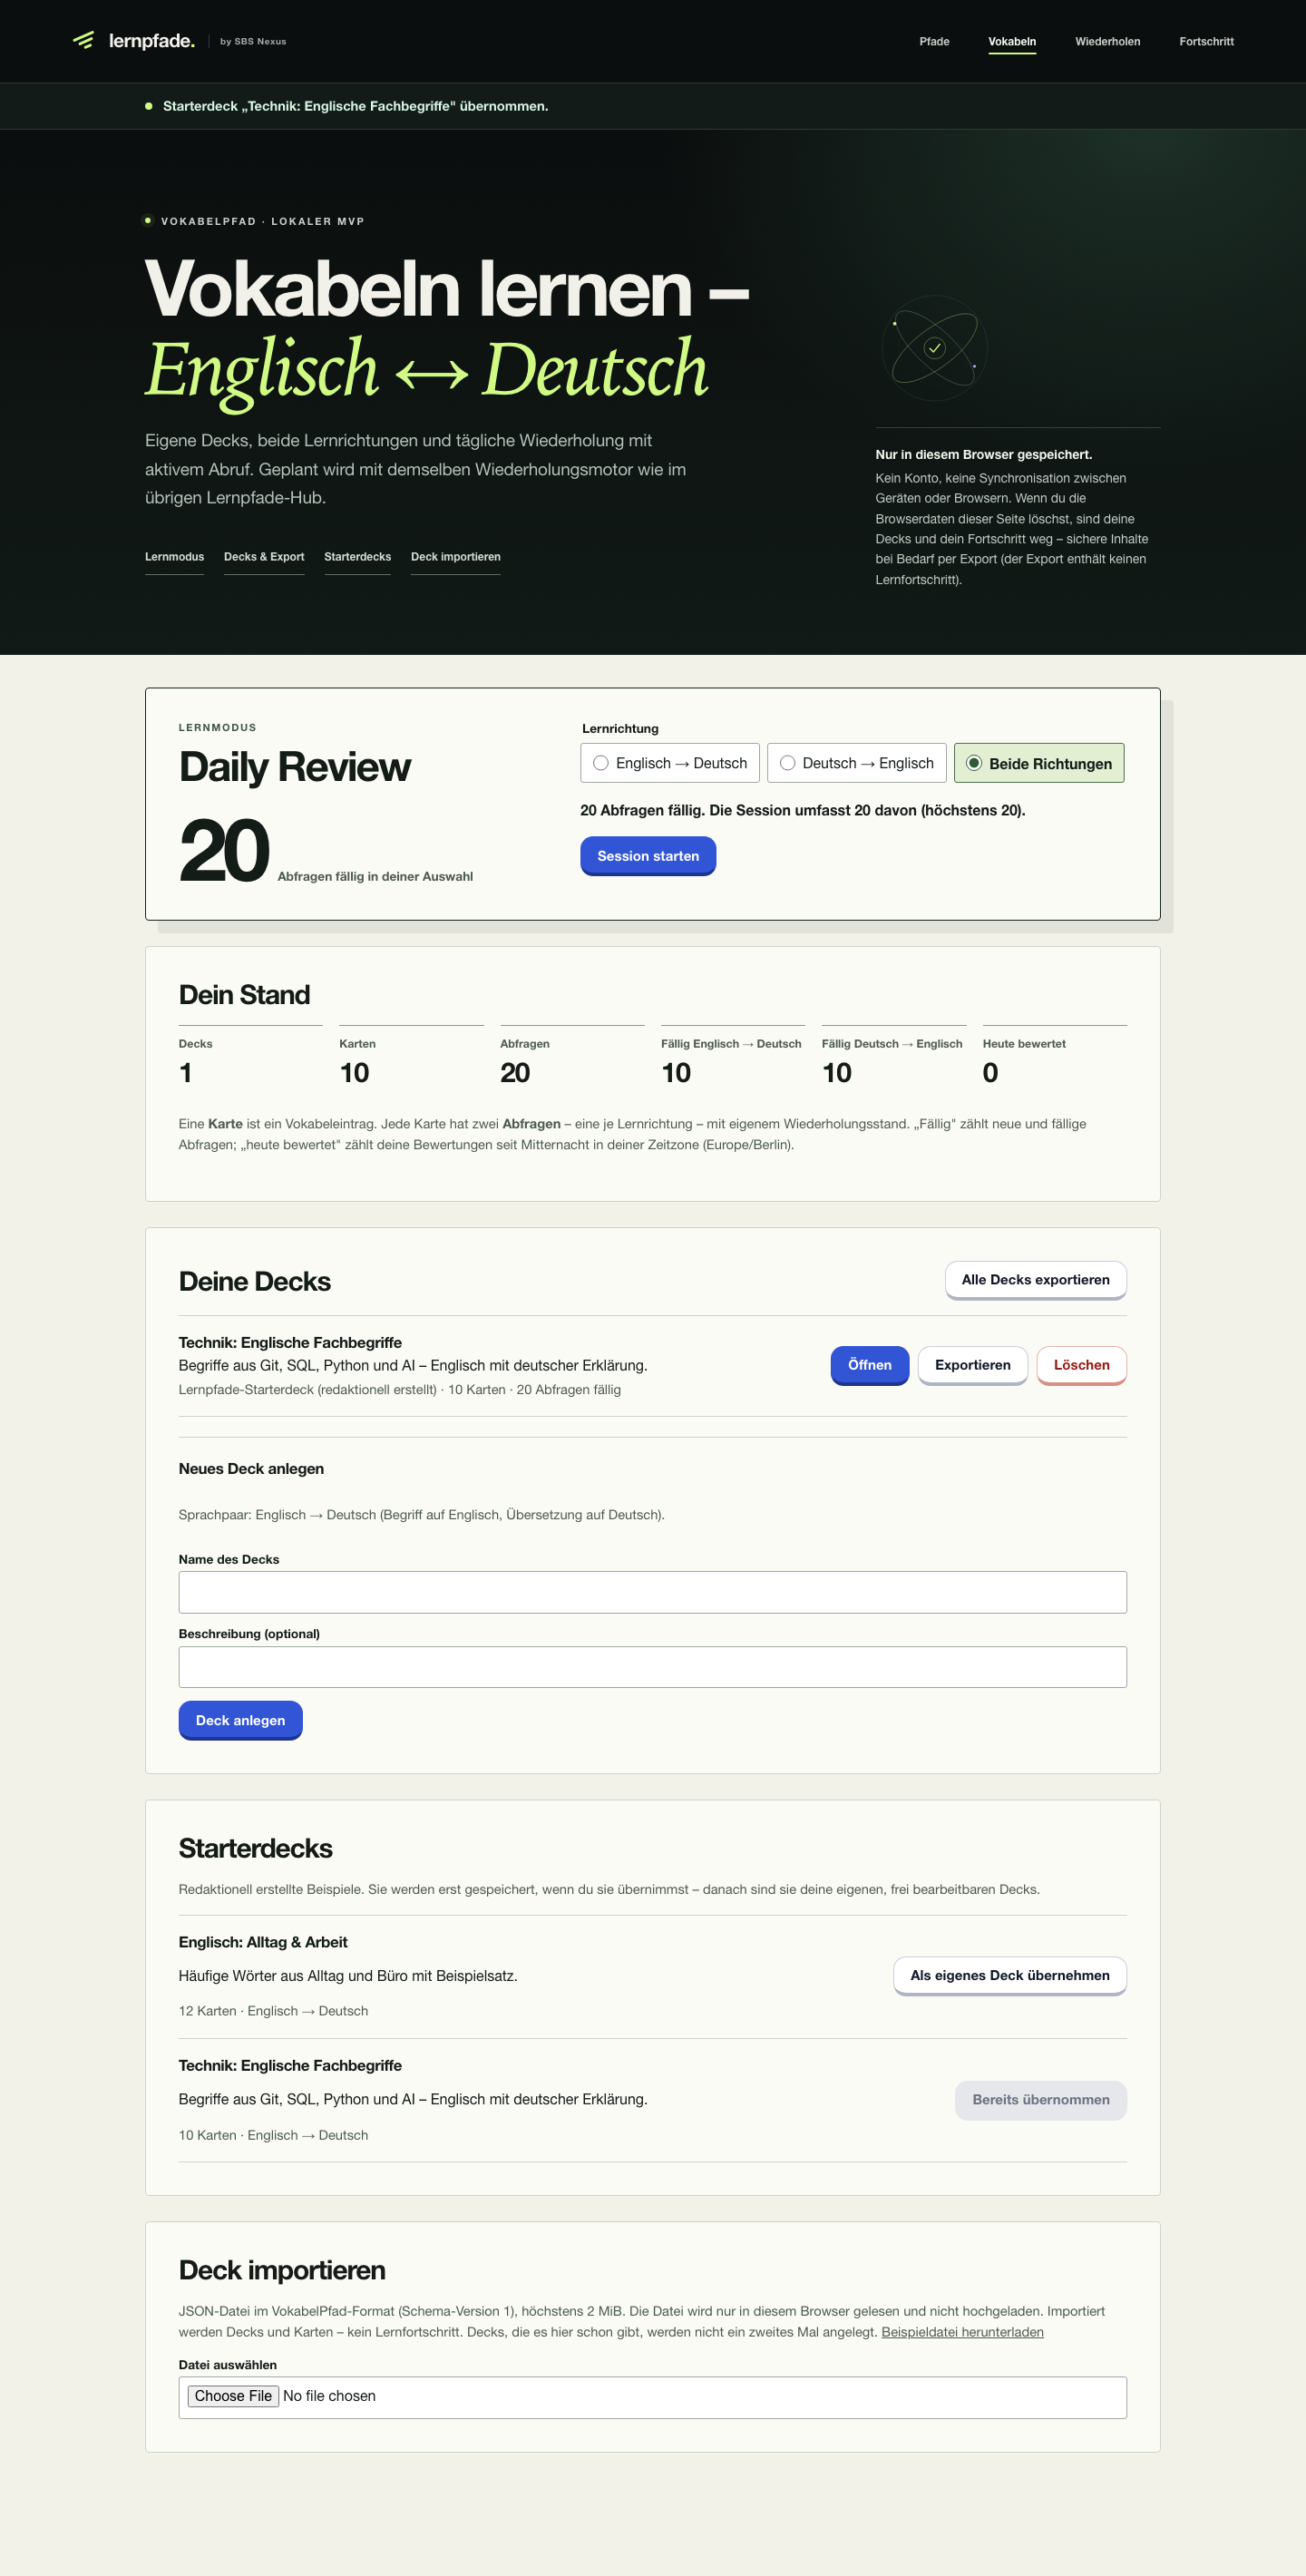 lernpfade. by SBS Nexus
Pfade Vokabeln Wiederholen Fortschritt
Starterdeck „Technik: Englische Fachbegriffe" übernommen.
VOKABELPFAD · LOKALER MVP
Vokabeln lernen –
Englisch ↔ Deutsch
Eigene Decks, beide Lernrichtungen und tägliche Wiederholung mit
aktivem Abruf. Geplant wird mit demselben Wiederholungsmotor wie im
übrigen Lernpfade-Hub.
Lernmodus Decks & Export Starterdecks Deck importieren
Nur in diesem Browser gespeichert.
Kein Konto, keine Synchronisation zwischen
Geräten oder Browsern. Wenn du die
Browserdaten dieser Seite löschst, sind deine
Decks und dein Fortschritt weg – sichere Inhalte
bei Bedarf per Export (der Export enthält keinen
Lernfortschritt).
LERNMODUS
Daily Review
20 Abfragen fällig in deiner Auswahl
Lernrichtung
Englisch → Deutsch Deutsch → Englisch Beide Richtungen
20 Abfragen fällig. Die Session umfasst 20 davon (höchstens 20).
Session starten
Dein Stand
Decks Karten Abfragen Fällig Englisch → Deutsch Fällig Deutsch → Englisch Heute bewertet
1 10 20 10 10 0
Eine Karte ist ein Vokabeleintrag. Jede Karte hat zwei Abfragen – eine je Lernrichtung – mit eigenem Wiederholungsstand. „Fällig" zählt neue und fällige
Abfragen; „heute bewertet" zählt deine Bewertungen seit Mitternacht in deiner Zeitzone (Europe/Berlin).
Deine Decks
Alle Decks exportieren
Technik: Englische Fachbegriffe
Begriffe aus Git, SQL, Python und AI – Englisch mit deutscher Erklärung.
Lernpfade-Starterdeck (redaktionell erstellt) · 10 Karten · 20 Abfragen fällig
Öffnen Exportieren Löschen
Neues Deck anlegen
Sprachpaar: Englisch → Deutsch (Begriff auf Englisch, Übersetzung auf Deutsch).
Name des Decks
Beschreibung (optional)
Deck anlegen
Starterdecks
Redaktionell erstellte Beispiele. Sie werden erst gespeichert, wenn du sie übernimmst – danach sind sie deine eigenen, frei bearbeitbaren Decks.
Englisch: Alltag & Arbeit
Häufige Wörter aus Alltag und Büro mit Beispielsatz.
12 Karten · Englisch → Deutsch
Als eigenes Deck übernehmen
Technik: Englische Fachbegriffe
Begriffe aus Git, SQL, Python und AI – Englisch mit deutscher Erklärung.
10 Karten · Englisch → Deutsch
Bereits übernommen
Deck importieren
JSON-Datei im VokabelPfad-Format (Schema-Version 1), höchstens 2 MiB. Die Datei wird nur in diesem Browser gelesen und nicht hochgeladen. Importiert
werden Decks und Karten – kein Lernfortschritt. Decks, die es hier schon gibt, werden nicht ein zweites Mal angelegt. Beispieldatei herunterladen
Datei auswählen
Choose File No file chosen